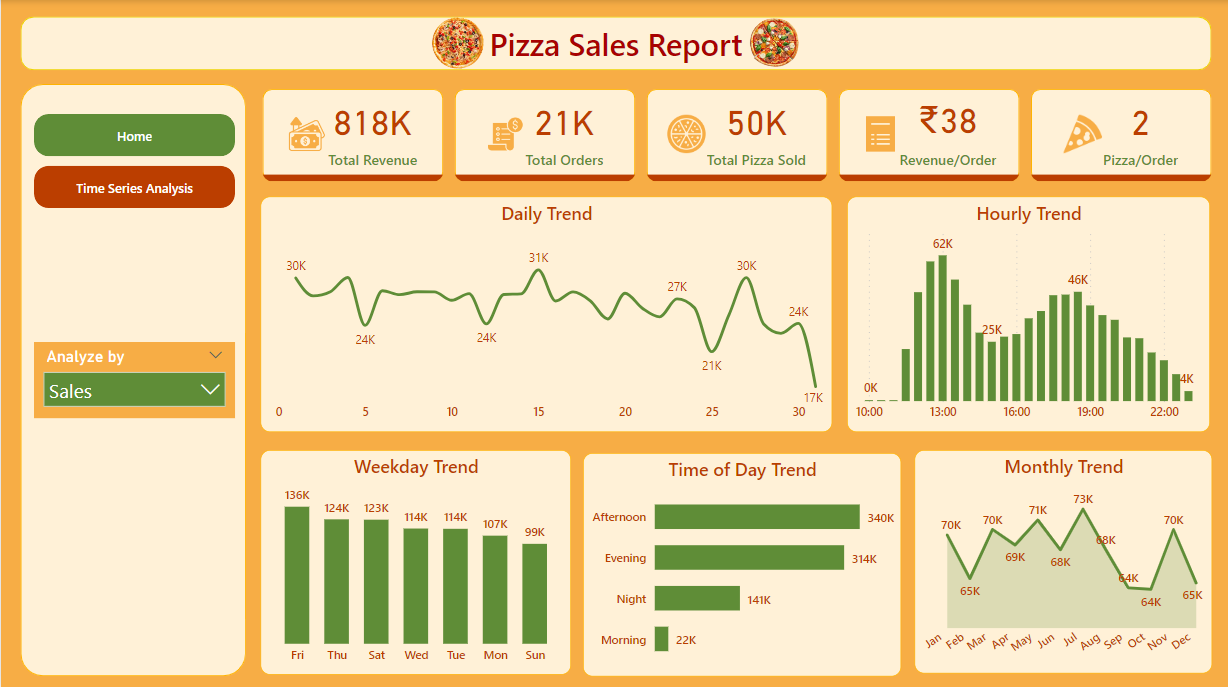 Pizza Sales Report
Home
Time Series Analysis
Analyze by
Sales
818K
Total Revenue
21K
Total Orders
50K
Total Pizza Sold
₹38
Revenue/Order
2
Pizza/Order
Daily Trend
30K
24K
24K
31K
27K
21K
30K
24K
17K
0 5 10 15 20 25 30
Hourly Trend
0K
62K
25K
46K
4K
10:00 13:00 16:00 19:00 22:00
Weekday Trend
136K 124K 123K 114K 114K 107K 99K
Fri Thu Sat Wed Tue Mon Sun
Time of Day Trend
Afternoon 340K
Evening 314K
Night 141K
Morning 22K
Monthly Trend
70K
65K
70K
69K
71K
68K
73K
68K
64K
64K
70K
65K
Jan Feb Mar Apr May Jun Jul Aug Sep Oct Nov Dec